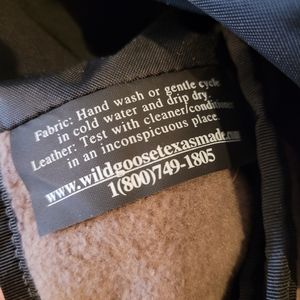 Fabric: Hand wash or gentle cycle
in cold water and drip dry.
Leather: Test with cleaner/conditioner
in an inconspicuous place.
www.wildgoosetexasmade.com
1(800)749-1805